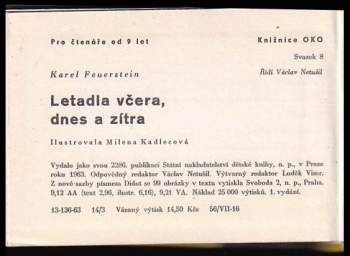 Pro čtenáře od 9 let
Knižnice OKO
Svazek 8
Karel Feuerstein
Řídí Václav Netušil
Letadla včera,
dnes a zítra
Ilustrovala Milena Kadlecová
Vydalo jako svou 2286. publikaci Státní nakladatelství dětské knihy, n. p., v Praze
roku 1963. Odpovědný redaktor Václav Netušil. Výtvarný redaktor Luděk Vimr.
Z nové sazby písmem Didot se 99 obrázky v textu vytiskla Svoboda 2, n. p., Praha.
9,12 AA (text 2,96, ilustr. 6,16), 9,21 VA. Náklad 25 000 výtisků. 1. vydání.
13-136-63 14/3 Vázaný výtisk 14,50 Kčs 56/VII-16